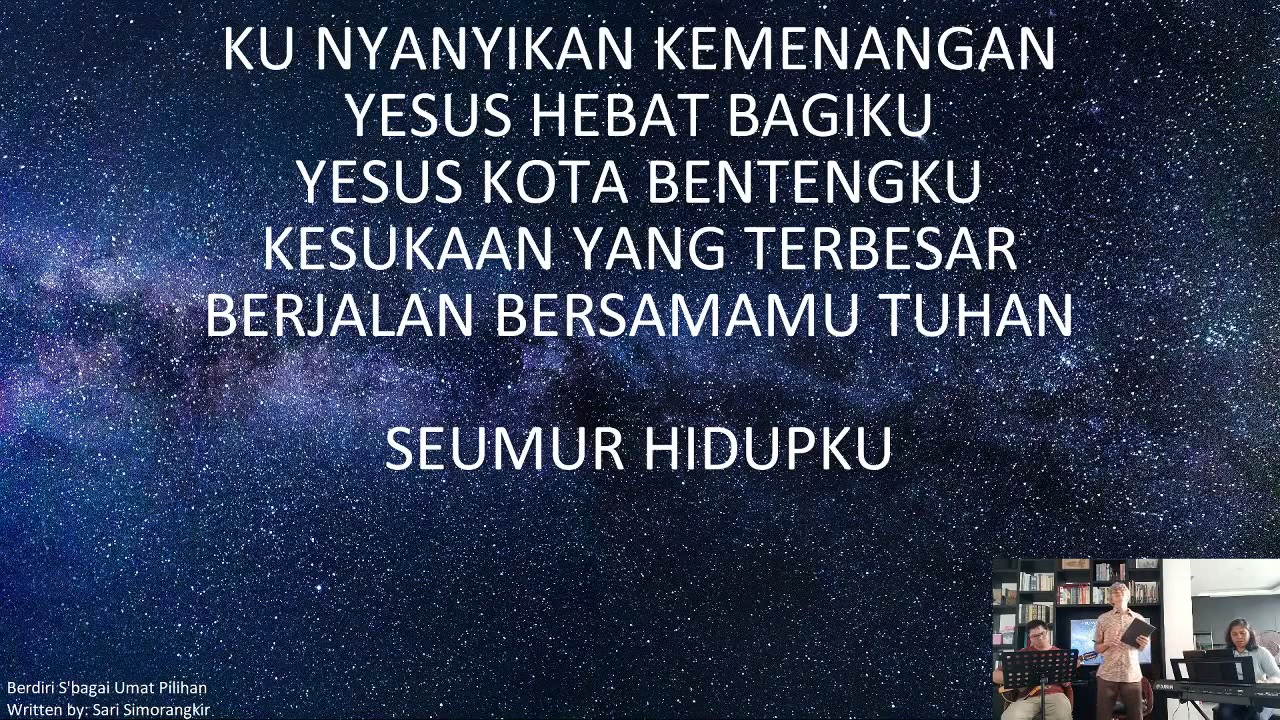 KU NYANYIKAN KEMENANGAN
YESUS HEBAT BAGIKU
YESUS KOTA BENTENGKU
KESUKAAN YANG TERBESAR
BERJALAN BERSAMAMU TUHAN
SEUMUR HIDUPKU
Berdiri S'bagai Umat Pilihan
Written by: Sari Simorangkir